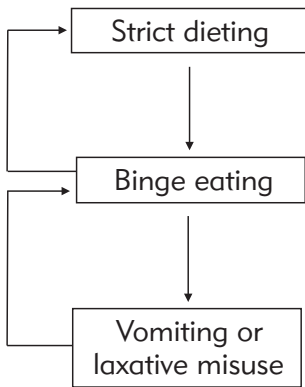 Strict dieting
Binge eating
Vomiting or
laxative misuse